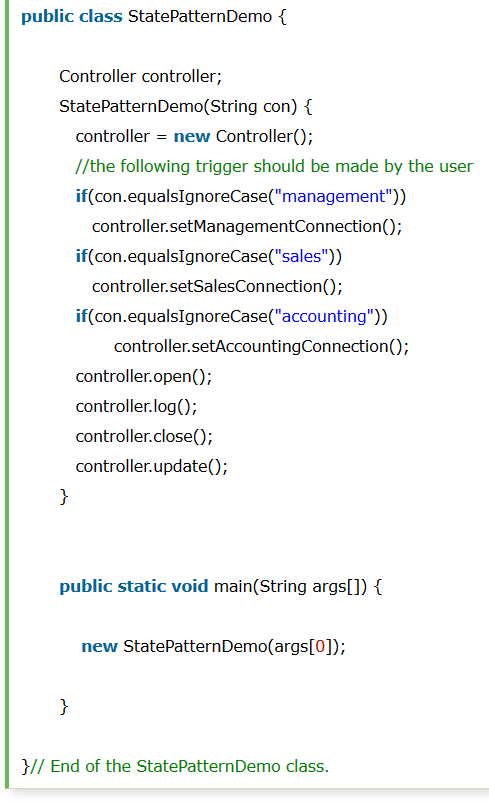 public class StatePatternDemo {
Controller controller;
StatePatternDemo(String con) {
controller = new Controller();
//the following trigger should be made by the user
if(con.equalsIgnoreCase("management"))
controller.setManagementConnection();
if(con.equalsIgnoreCase("sales"))
controller.setSalesConnection();
if(con.equalsIgnoreCase("accounting"))
controller.setAccountingConnection();
controller.open();
controller.log();
controller.close();
controller.update();
}
public static void main(String args[]) {
new StatePatternDemo(args[0]);
}
}// End of the StatePatternDemo class.